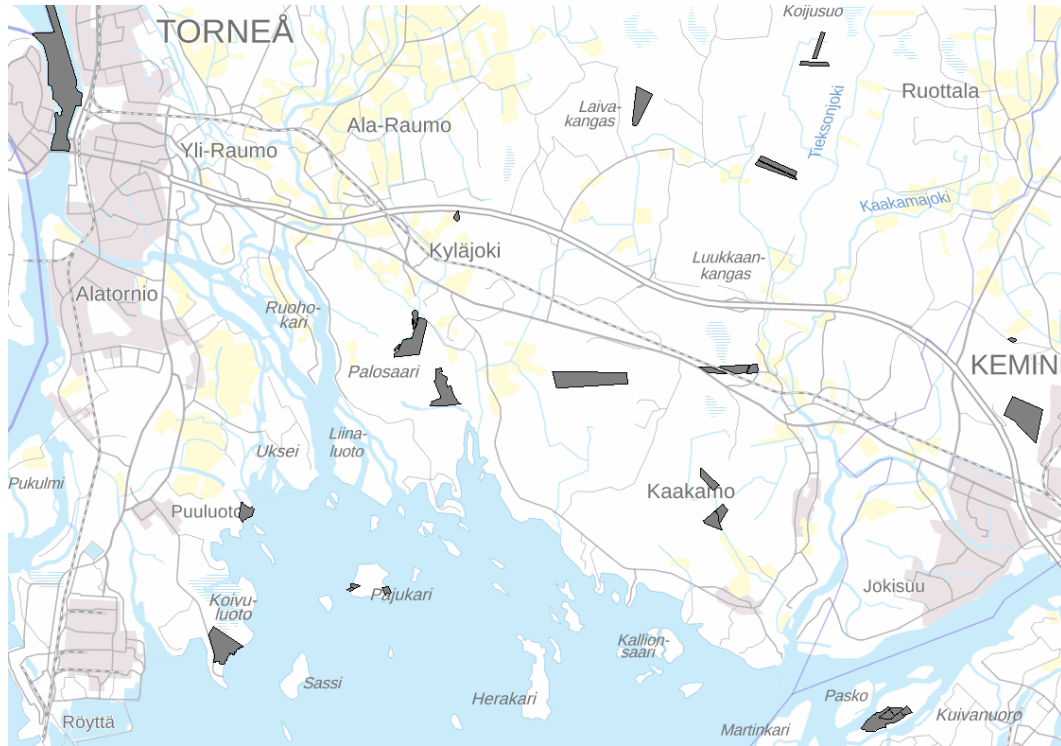 Koijusuo
TORNEÅ
Ruottala
Laiva-
kangas
Ala-Raumo
Tieksonjoki
Yli-Raumo
Kaakamajoki
Kyläjoki
Luukkaan-
kangas
Alatornio
Ruoho-
kari
Palosaari
KEMIN
Liina-
luoto
Uksei
Pukulmi
Kaakamo
Puuluoto
Jokisuu
Pajukari
Koivu-
luoto
Kallion-
saari
Sassi
Herakari
Pasko
Kuivanuoro
Röyttä
Martinkari